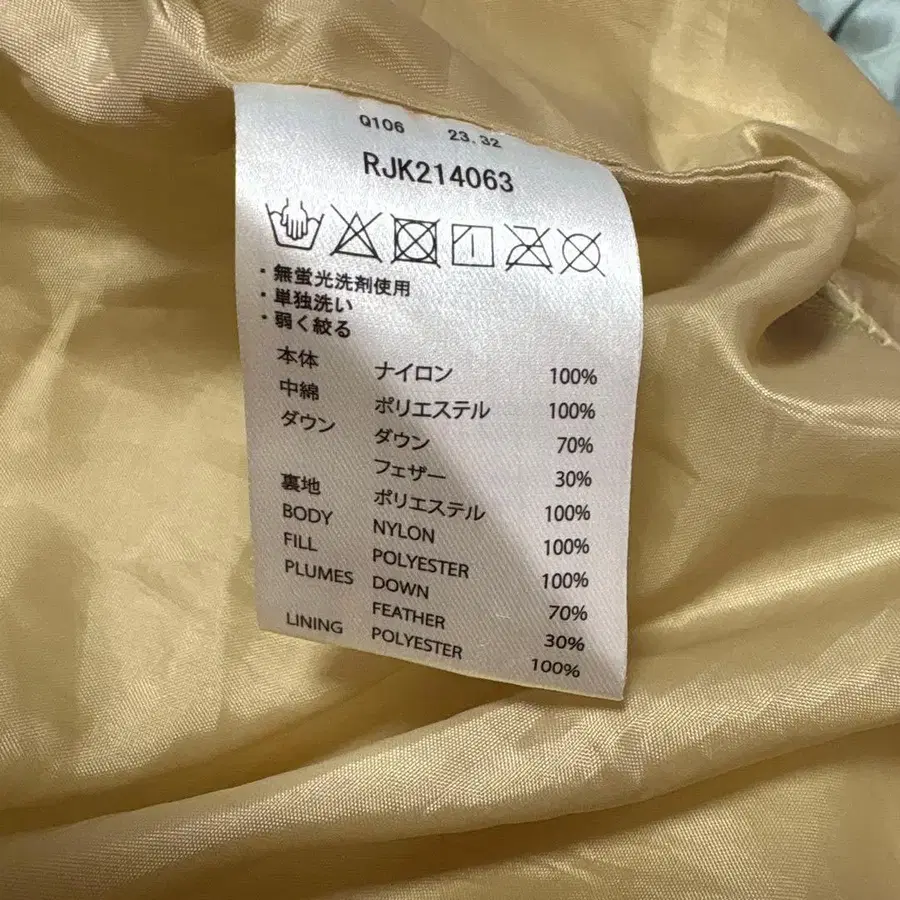 Q106 23.32
RJK214063
・無蛍光洗剤使用
・単独洗い
・弱く絞る
本体 ナイロン 100%
中綿 ポリエステル 100%
ダウン ダウン 70%
フェザー 30%
裏地 ポリエステル 100%
BODY NYLON 100%
FILL POLYESTER 100%
PLUMES DOWN 70%
FEATHER 30%
LINING POLYESTER 100%